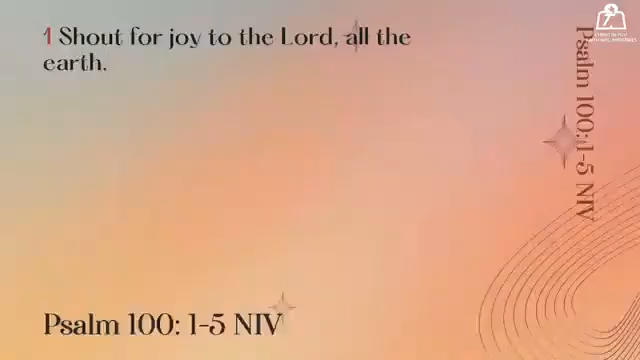 1 Shout for joy to the Lord, all the
earth.
Psalm 100:1-5 NIV
Psalm 100: 1-5 NIV